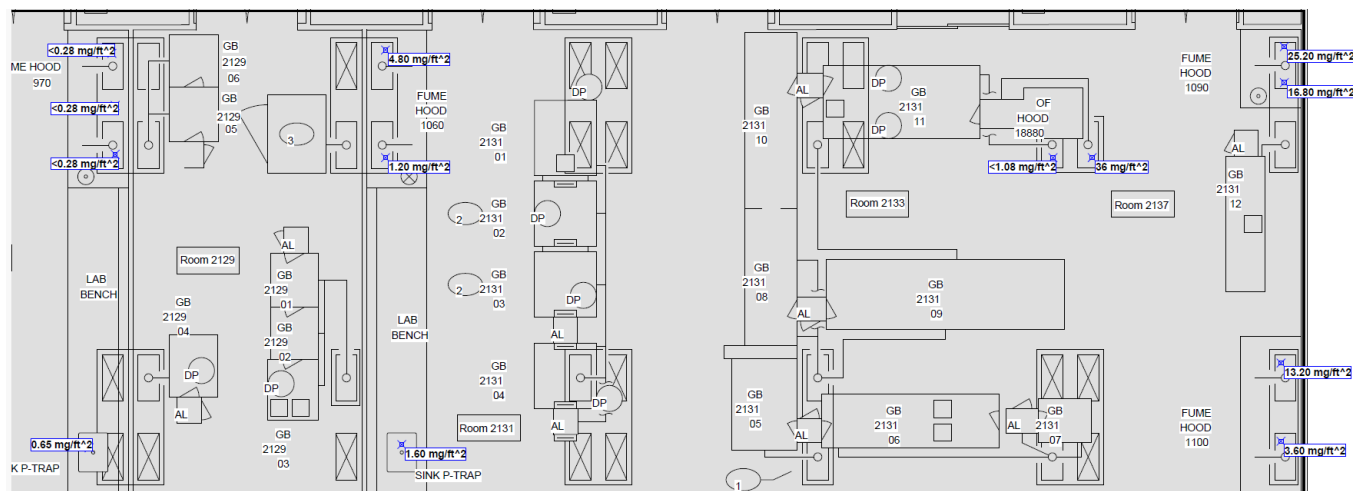 <0.28 mg/ft^2
ME HOOD
970
<0.28 mg/ft^2
<0.28 mg/ft^2
GB
2129
06
GB
2129
05
3
4.80 mg/ft^2
FUME
HOOD
1060
1.20 mg/ft^2
DP
GB
2131
01
GB
2131
02
2
DP
GB
2131
03
2
DP
AL
GB
2131
04
DP
AL
Room 2131
GB
2131
10
AL
DP
GB
2131
11
DP
OF
HOOD
18880
<1.08 mg/ft^2
36 mg/ft^2
FUME
HOOD
1090
25.20 mg/ft^2
16.80 mg/ft^2
AL
GB
2131
12
Room 2133
Room 2137
Room 2129
LAB
BENCH
AL
GB
2129
01
GB
2129
02
GB
2129
04
DP
AL
DP
GB
2129
03
LAB
BENCH
0.65 mg/ft^2
K P-TRAP
1.60 mg/ft^2
SINK P-TRAP
GB
2131
08
AL
GB
2131
09
GB
2131
05
AL
GB
2131
06
AL
GB
2131
07
1
13.20 mg/ft^2
FUME
HOOD
1100
3.60 mg/ft^2